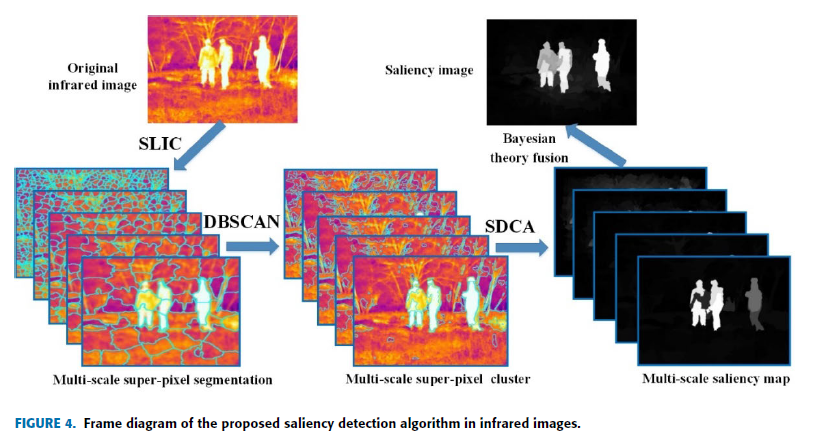 Original
infrared image
Saliency image
SLIC
Bayesian
theory fusion
DBSCAN
SDCA
Multi-scale super-pixel segmentation
Multi-scale super-pixel cluster
Multi-scale saliency map
FIGURE 4. Frame diagram of the proposed saliency detection algorithm in infrared images.